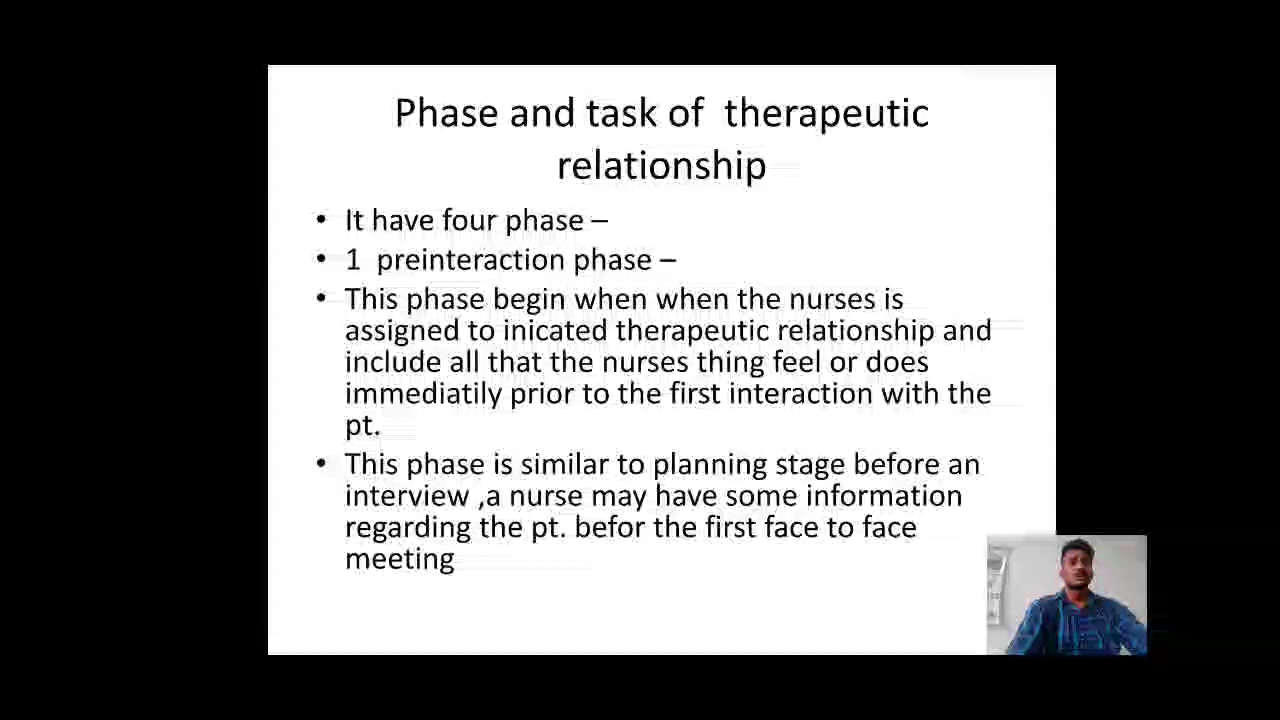 Phase and task of therapeutic
relationship
• It have four phase –
• 1 preinteraction phase –
• This phase begin when when the nurses is
assigned to inicated therapeutic relationship and
include all that the nurses thing feel or does
immediatily prior to the first interaction with the
pt.
• This phase is similar to planning stage before an
interview ,a nurse may have some information
regarding the pt. befor the first face to face
meeting